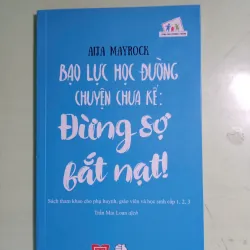 AIJA MAYROCK
BẠO LỰC HỌC ĐƯỜNG
CHUYỆN CHƯA KỂ:
Đừng sợ
bắt nạt!
Sách tham khảo cho phụ huynh, giáo viên và học sinh cấp 1, 2, 3
Trần Mai Loan dịch